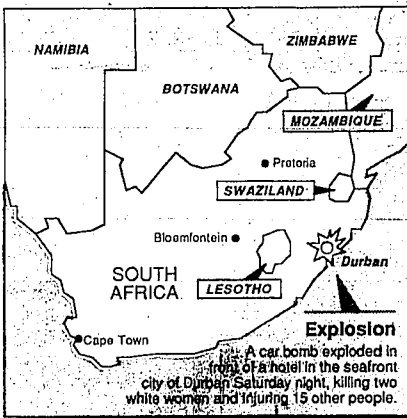 NAMIBIA
ZIMBABWE
BOTSWANA
MOZAMBIQUE
Pretoria
SWAZILAND
Bloemfontein
Durban
SOUTH
AFRICA
LESOTHO
Cape Town
Explosion
A car bomb exploded in
front of a hotel in the seafront
city of Durban Saturday night, killing two
white women and injuring 15 other people.